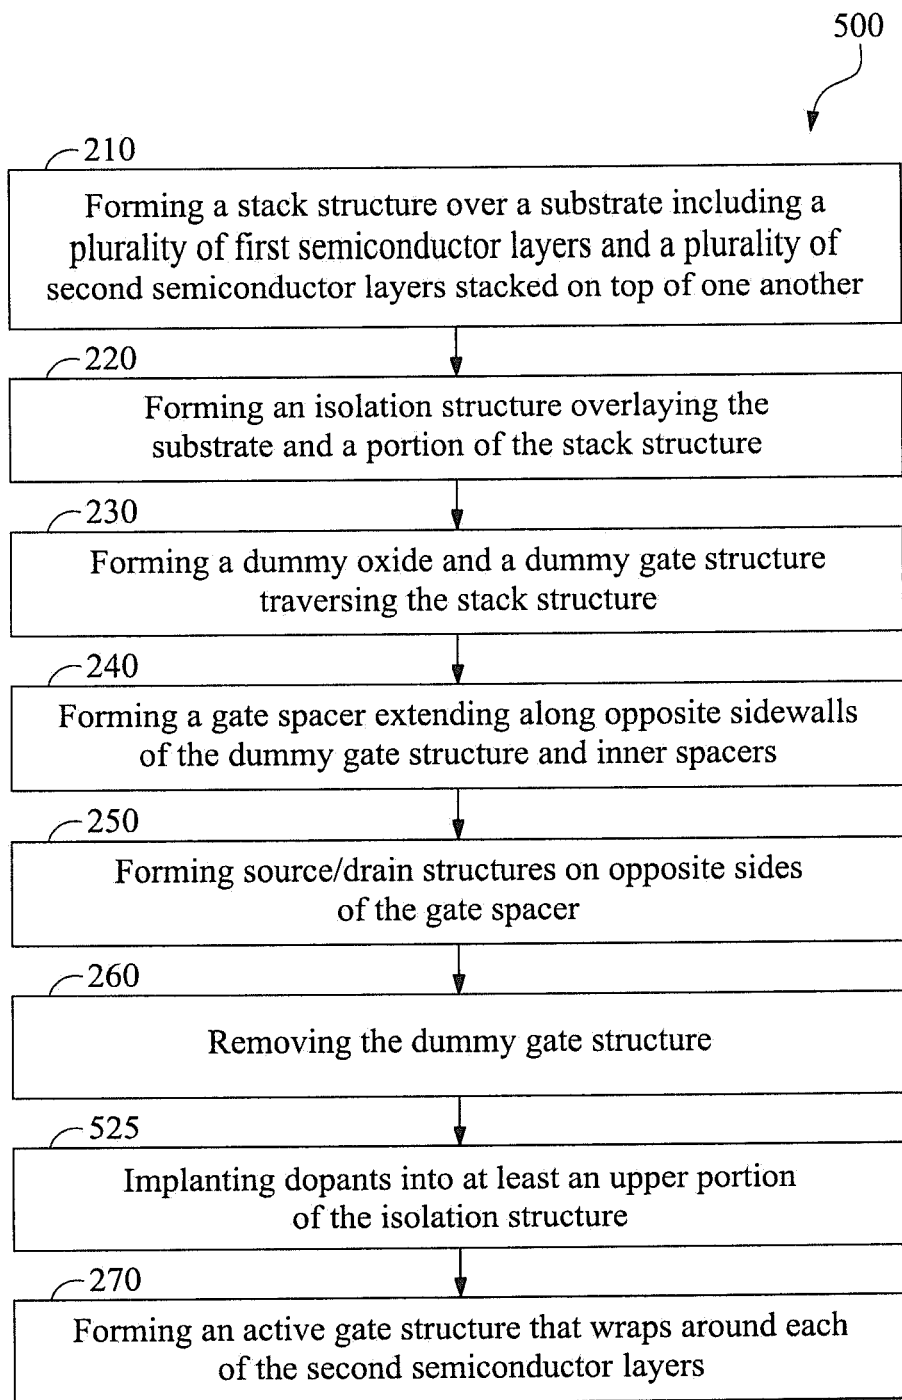 500
210
Forming a stack structure over a substrate including a
plurality of first semiconductor layers and a plurality of
second semiconductor layers stacked on top of one another
220
Forming an isolation structure overlaying the
substrate and a portion of the stack structure
230
Forming a dummy oxide and a dummy gate structure
traversing the stack structure
240
Forming a gate spacer extending along opposite sidewalls
of the dummy gate structure and inner spacers
250
Forming source/drain structures on opposite sides
of the gate spacer
260
Removing the dummy gate structure
525
Implanting dopants into at least an upper portion
of the isolation structure
270
Forming an active gate structure that wraps around each
of the second semiconductor layers